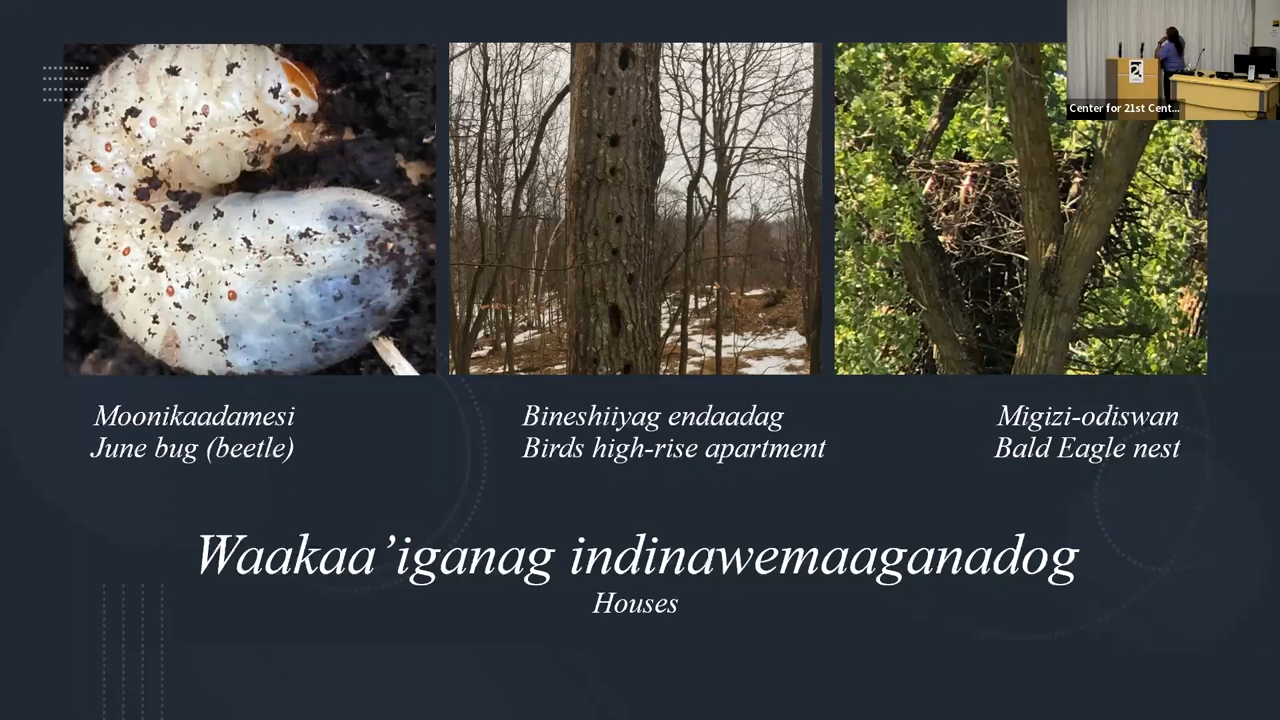 Center for 21st Cent...
Moonikaadamesi
June bug (beetle)
Bineshiiyag endaadag
Birds high-rise apartment
Migizi-odiswan
Bald Eagle nest
Waakaa’iganag indinawemaaganadog
Houses